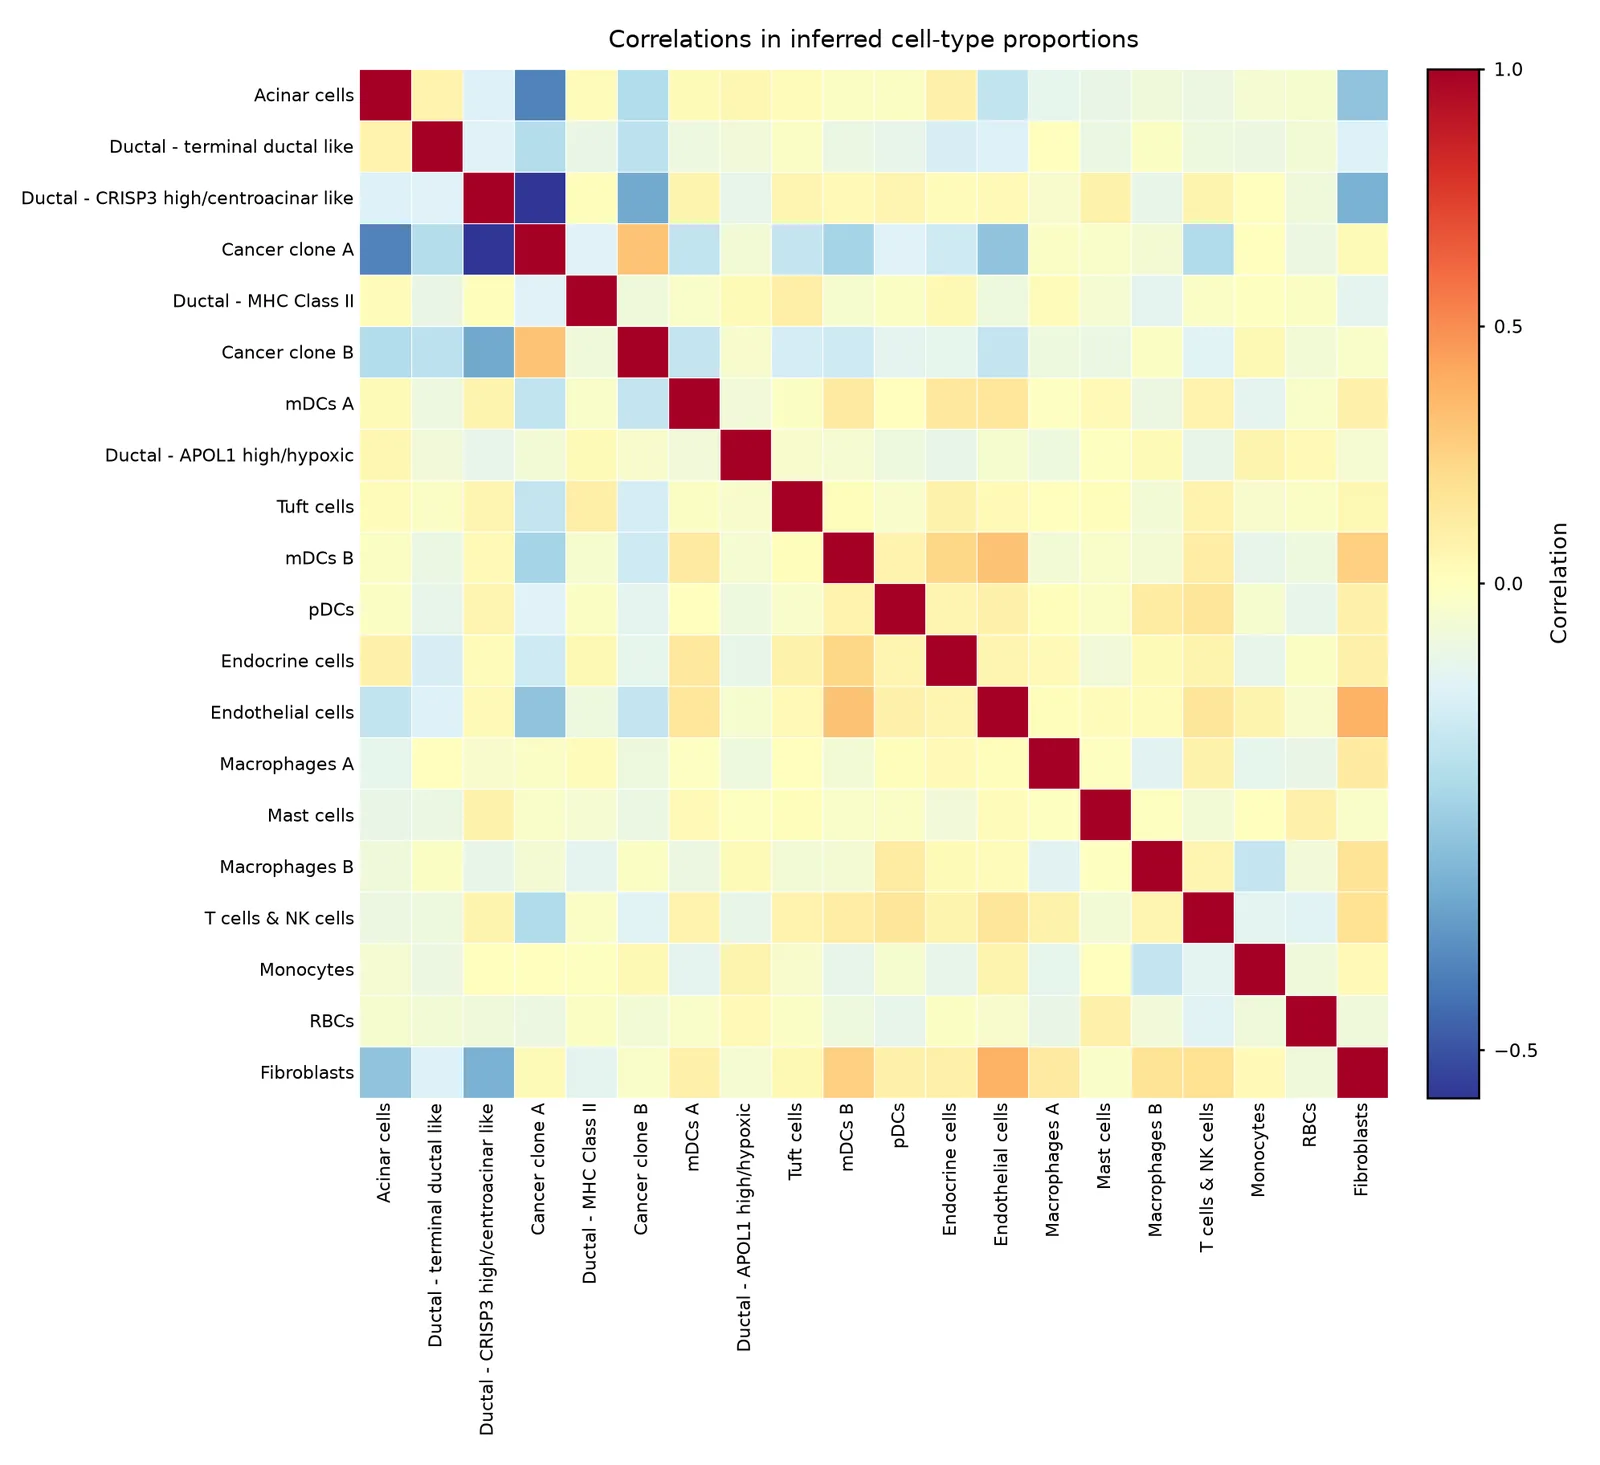 Correlations in inferred cell-type proportions
Acinar cells
Ductal - terminal ductal like
Ductal - CRISP3 high/centroacinar like
Cancer clone A
Ductal - MHC Class II
Cancer clone B
mDCs A
Ductal - APOL1 high/hypoxic
Tuft cells
mDCs B
pDCs
Endocrine cells
Endothelial cells
Macrophages A
Mast cells
Macrophages B
T cells & NK cells
Monocytes
RBCs
Fibroblasts
Acinar cells
Ductal - terminal ductal like
Ductal - CRISP3 high/centroacinar like
Cancer clone A
Ductal - MHC Class II
Cancer clone B
mDCs A
Ductal - APOL1 high/hypoxic
Tuft cells
mDCs B
pDCs
Endocrine cells
Endothelial cells
Macrophages A
Mast cells
Macrophages B
T cells & NK cells
Monocytes
RBCs
Fibroblasts
1.0
0.5
0.0
−0.5
Correlation